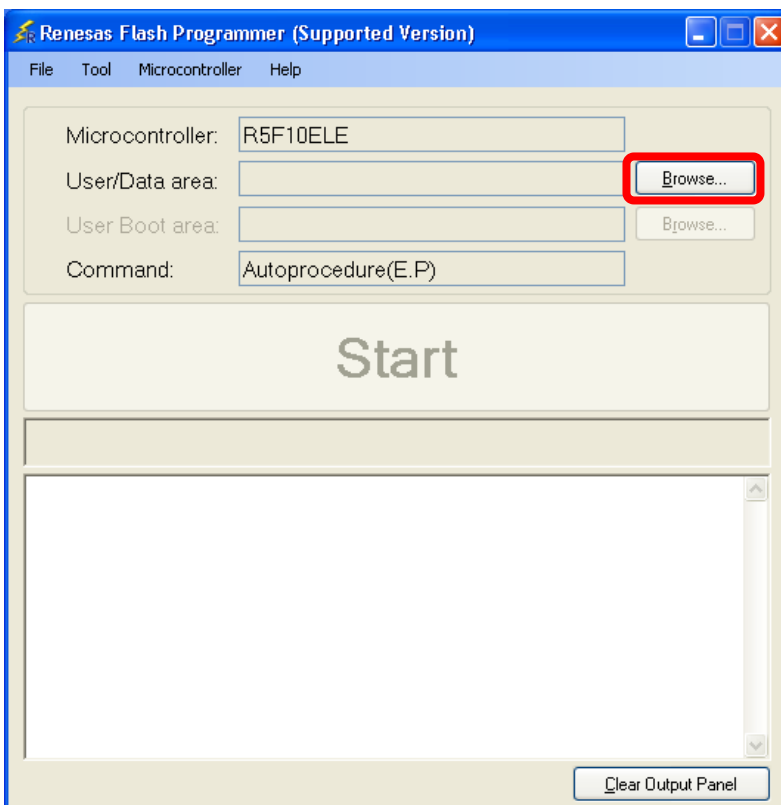 Renesas Flash Programmer (Supported Version)
File Tool Microcontroller Help
Microcontroller: R5F10ELE
User/Data area: Browse...
User Boot area: Browse...
Command: Autoprocedure(E.P)
Start
Clear Output Panel